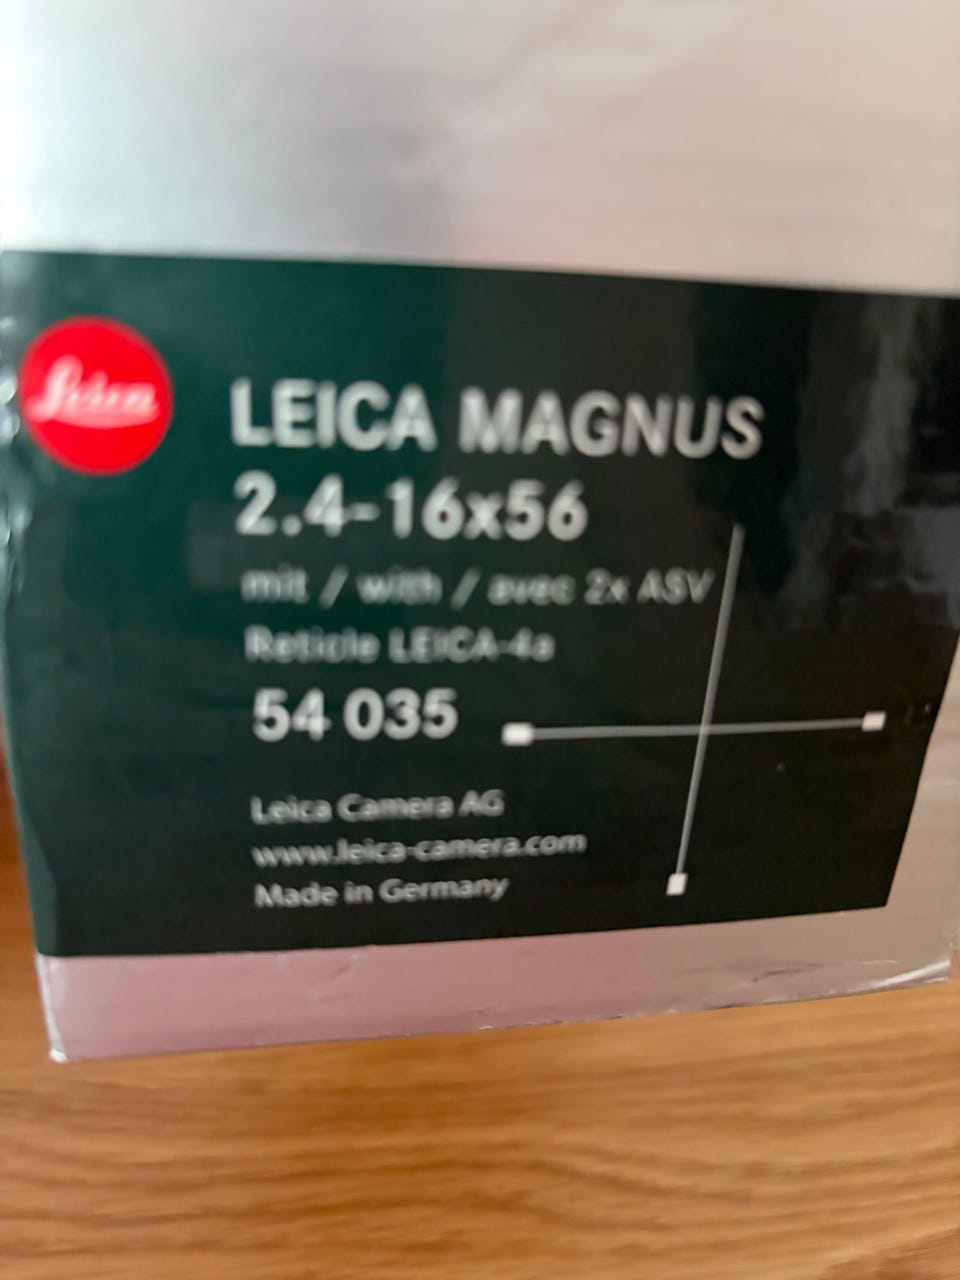 Leica
LEICA MAGNUS
2.4-16x56
mit / with / avec 2x ASV
Reticle LEICA-4a
54 035
Leica Camera AG
www.leica-camera.com
Made in Germany